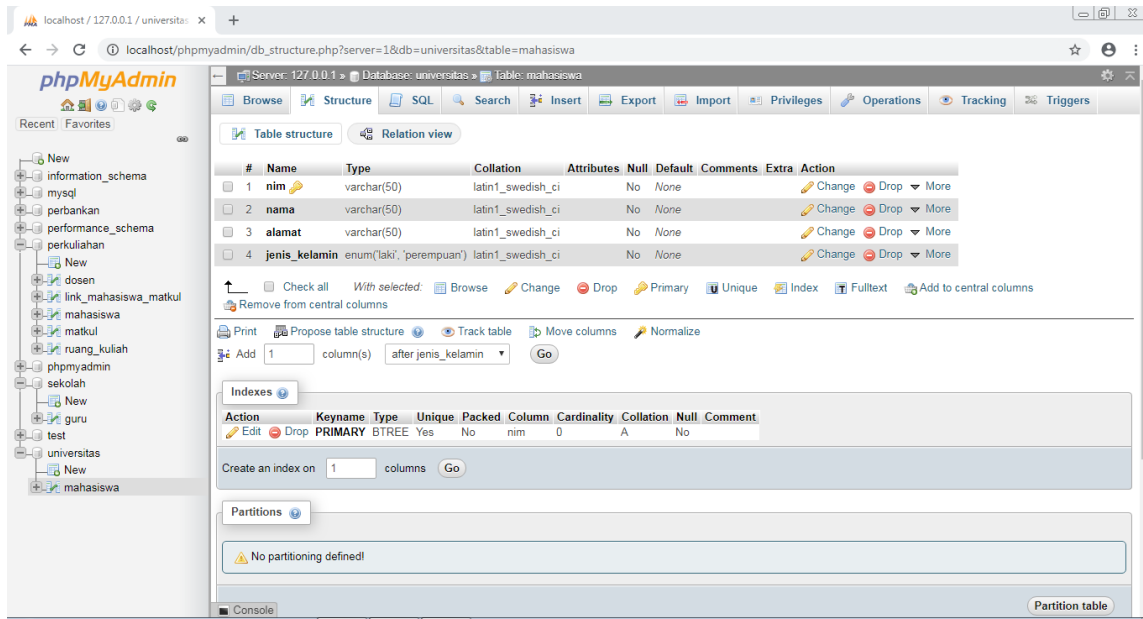 localhost / 127.0.0.1 / universitas
localhost/phpmyadmin/db_structure.php?server=1&db=universitas&table=mahasiswa
phpMyAdmin
Recent Favorites
New
information_schema
mysql
perbankan
performance_schema
perkuliahan
New
dosen
link_mahasiswa_matkul
mahasiswa
matkul
ruang_kuliah
phpmyadmin
sekolah
New
guru
test
universitas
New
mahasiswa
Server: 127.0.0.1 » Database: universitas » Table: mahasiswa
Browse Structure SQL Search Insert Export Import Privileges Operations Tracking Triggers
Table structure Relation view
# Name Type Collation Attributes Null Default Comments Extra Action
1 nim varchar(50) latin1_swedish_ci No None Change Drop More
2 nama varchar(50) latin1_swedish_ci No None Change Drop More
3 alamat varchar(50) latin1_swedish_ci No None Change Drop More
4 jenis_kelamin enum('laki', 'perempuan') latin1_swedish_ci No None Change Drop More
Check all With selected: Browse Change Drop Primary Unique Index Fulltext Add to central columns
Remove from central columns
Print Propose table structure Track table Move columns Normalize
Add 1 column(s) after jenis_kelamin Go
Indexes
Action Keyname Type Unique Packed Column Cardinality Collation Null Comment
Edit Drop PRIMARY BTREE Yes No nim 0 A No
Create an index on 1 columns Go
Partitions
No partitioning defined!
Partition table
Console